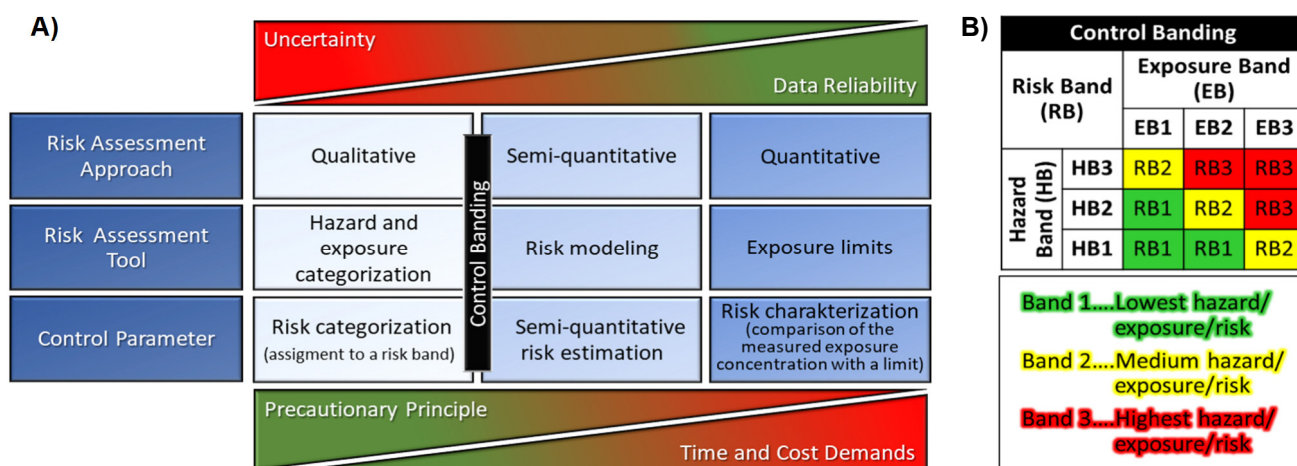 A)
Uncertainty
Data Reliability
Risk Assessment
Approach
Qualitative
Semi-quantitative
Quantitative
Risk Assessment
Tool
Hazard and
exposure
categorization
Risk modeling
Exposure limits
Control Parameter
Risk categorization
(assigment to a risk band)
Semi-quantitative
risk estimation
Risk charakterization
(comparison of the
measured exposure
concentration with a limit)
Control Banding
Precautionary Principle
Time and Cost Demands
B)
Control Banding
Risk Band
(RB)
Exposure Band
(EB)
EB1 EB2 EB3
Hazard
Band (HB)
HB3 RB2 RB3 RB3
HB2 RB1 RB2 RB3
HB1 RB1 RB1 RB2
Band 1....Lowest hazard/
exposure/risk
Band 2....Medium hazard/
exposure/risk
Band 3....Highest hazard/
exposure/risk